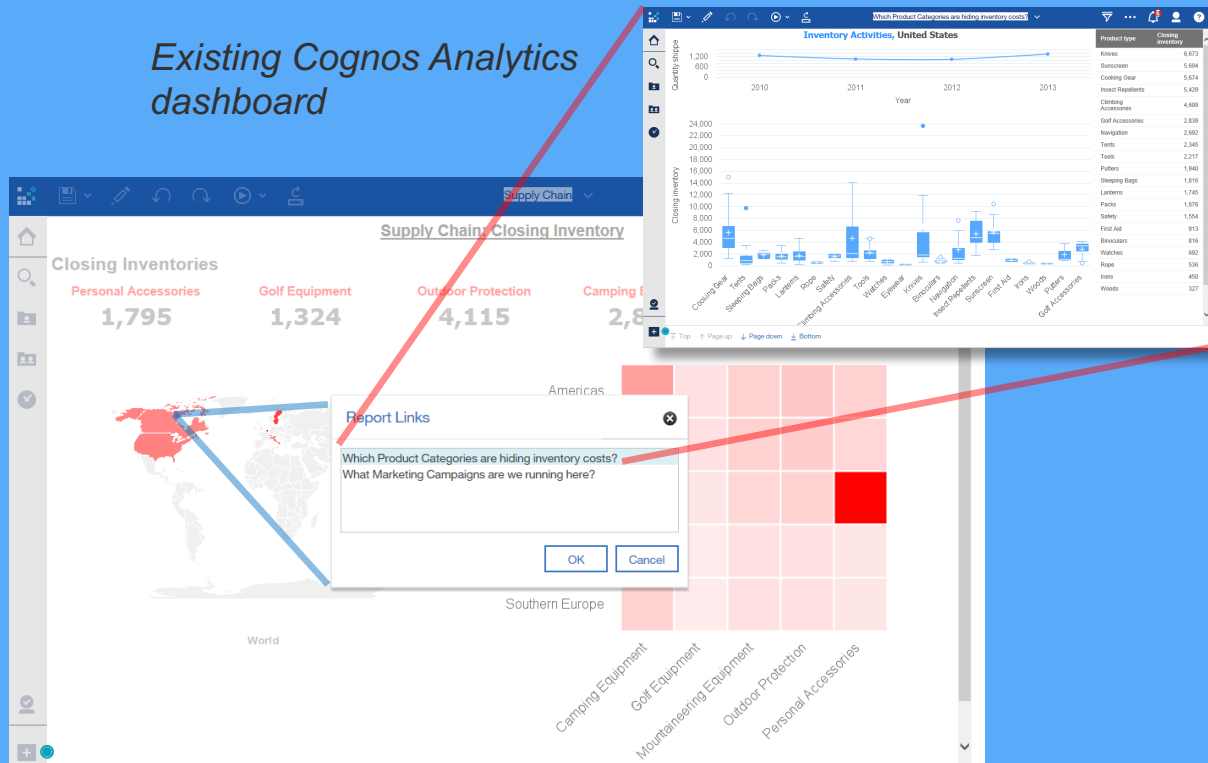 Existing Cognos Analytics
dashboard
Which Product Categories are hiding inventory costs?
Inventory Activities, United States
Quantity shippe
1,200
600
0
2010
2011
2012
2013
Year
Closing inventory
24,000
22,000
20,000
18,000
16,000
14,000
12,000
10,000
8,000
6,000
4,000
2,000
0
Cooking Gear
Tents
Sleeping Bags
Packs
Lanterns
Rope
Safety
Climbing Accessories
Tools
Watches
Eyewear
Knives
Binoculars
Navigation
Insect Repellents
Sunscreen
First Aid
Irons
Woods
Putters
Golf Accessories
Top
Page up
Page down
Bottom
Product type Closing inventory
Knives 6,673
Sunscreen 5,694
Cooking Gear 5,674
Insect Repellents 5,429
Climbing Accessories 4,699
Golf Accessories 2,839
Navigation 2,692
Tents 2,345
Tools 2,217
Putters 1,940
Sleeping Bags 1,816
Lanterns 1,745
Packs 1,676
Safety 1,554
First Aid 913
Binoculars 816
Watches 692
Rope 536
Irons 450
Woods 327
Supply Chain
Supply Chain: Closing Inventory
Closing Inventories
Personal Accessories
1,795
Golf Equipment
1,324
Outdoor Protection
4,115
Camping E
2,8
World
Report Links
Which Product Categories are hiding inventory costs?
What Marketing Campaigns are we running here?
OK
Cancel
Americas
Southern Europe
Camping Equipment
Golf Equipment
Mountaineering Equipment
Outdoor Protection
Personal Accessories